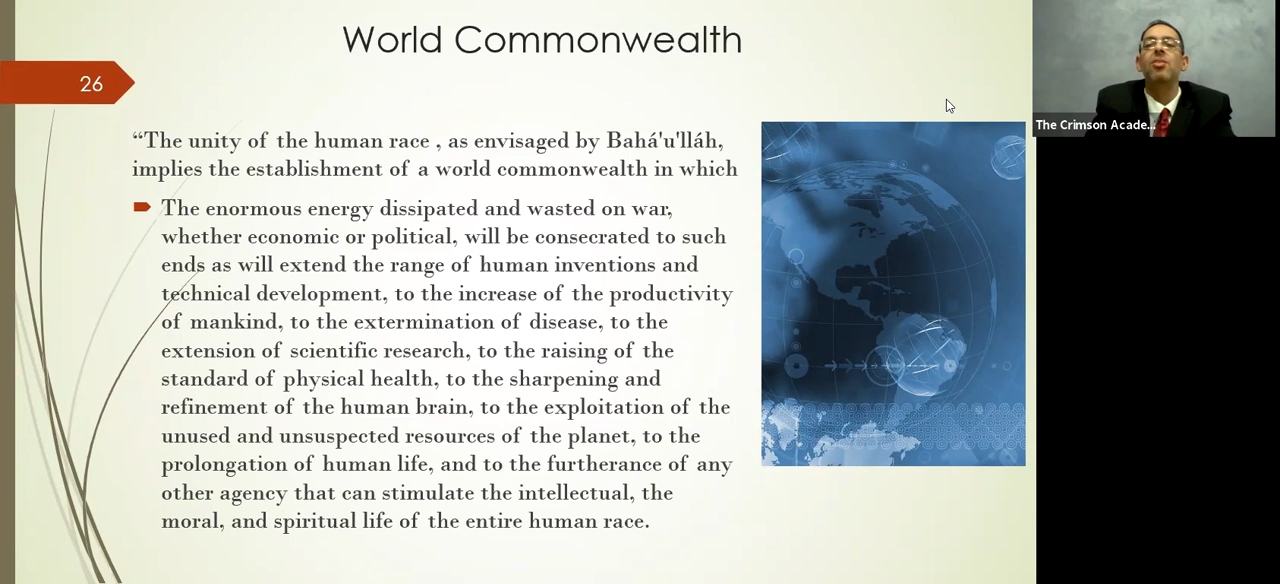 World Commonwealth
26
“The unity of the human race , as envisaged by Bahá'u'lláh,
implies the establishment of a world commonwealth in which
The enormous energy dissipated and wasted on war,
whether economic or political, will be consecrated to such
ends as will extend the range of human inventions and
technical development, to the increase of the productivity
of mankind, to the extermination of disease, to the
extension of scientific research, to the raising of the
standard of physical health, to the sharpening and
refinement of the human brain, to the exploitation of the
unused and unsuspected resources of the planet, to the
prolongation of human life, and to the furtherance of any
other agency that can stimulate the intellectual, the
moral, and spiritual life of the entire human race.
The Crimson Acade...